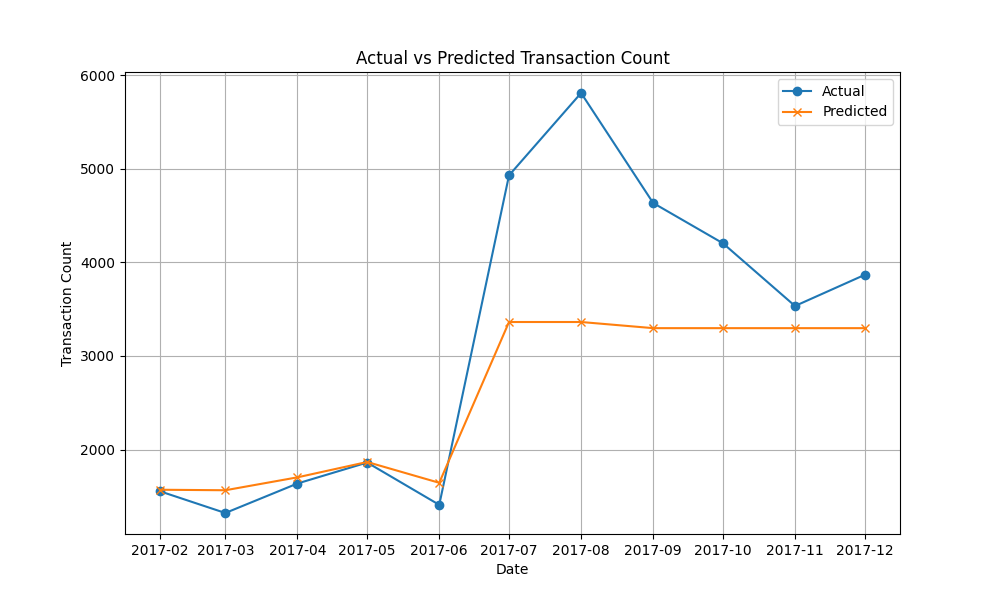 Actual vs Predicted Transaction Count
Actual
Predicted
6000
5000
4000
3000
2000
Transaction Count
2017-02 2017-03 2017-04 2017-05 2017-06 2017-07 2017-08 2017-09 2017-10 2017-11 2017-12
Date